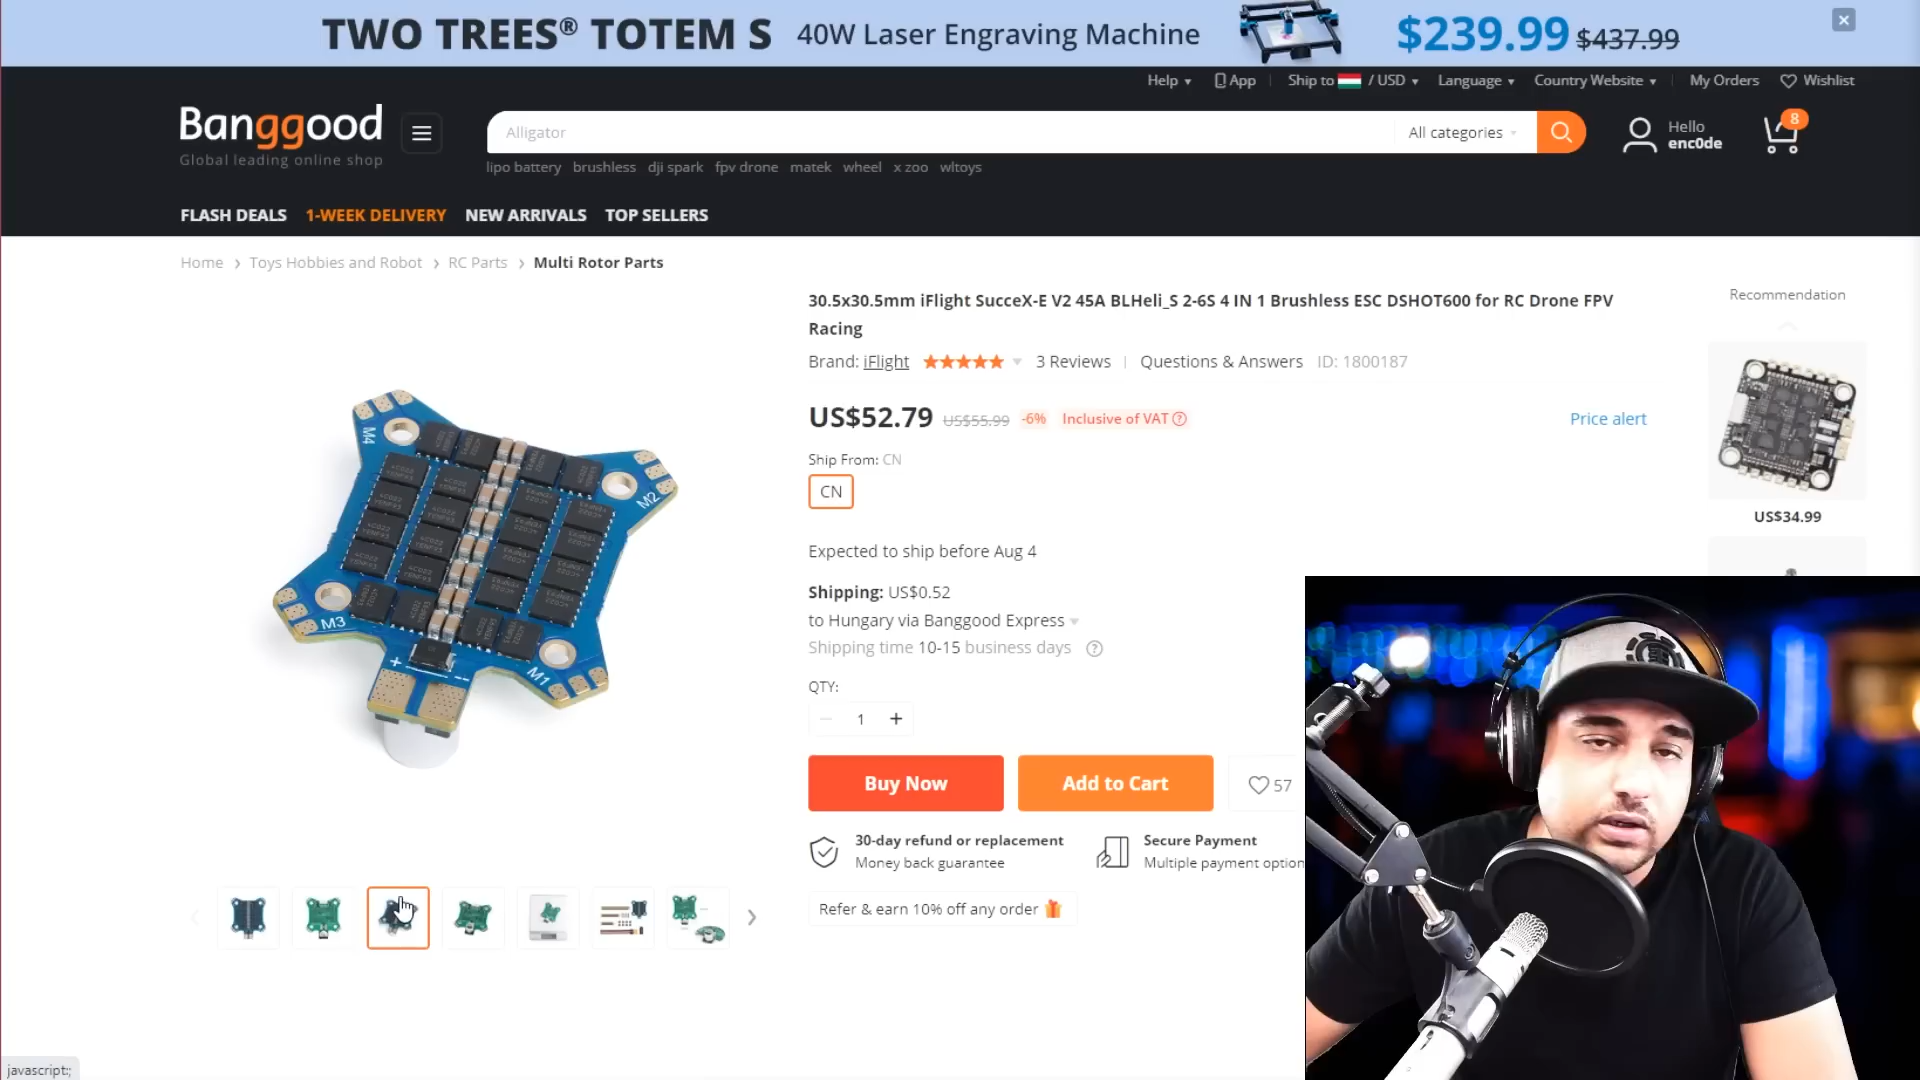 TWO TREES® TOTEM S 40W Laser Engraving Machine $239.99 $437.99
Help App Ship to / USD Language Country Website My Orders Wishlist
Banggood
Global leading online shop
Alligator All categories
Hello
enc0de
8
lipo battery brushless dji spark fpv drone matek wheel x zoo wltoys
FLASH DEALS 1-WEEK DELIVERY NEW ARRIVALS TOP SELLERS
Home › Toys Hobbies and Robot › RC Parts › Multi Rotor Parts
30.5x30.5mm iFlight SucceX-E V2 45A BLHeli_S 2-6S 4 IN 1 Brushless ESC DSHOT600 for RC Drone FPV
Racing
Brand: iFlight 3 Reviews Questions & Answers ID: 1800187
US$52.79 US$55.99 -6% Inclusive of VAT Price alert
Ship From: CN
CN
Expected to ship before Aug 4
Shipping: US$0.52
to Hungary via Banggood Express
Shipping time 10-15 business days
QTY:
1
Buy Now Add to Cart 57
30-day refund or replacement
Money back guarantee
Secure Payment
Multiple payment option
Refer & earn 10% off any order
Recommendation
US$34.99
M4
M2
M3
M1
+
javascript:;